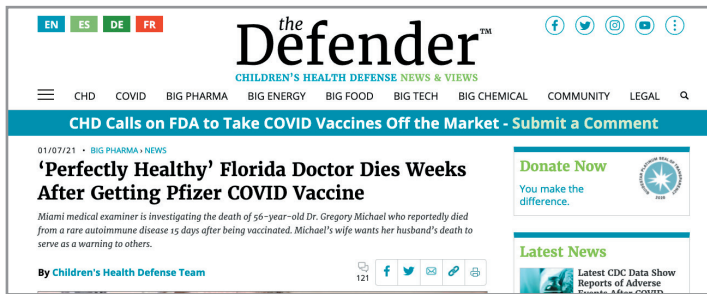 EN ES DE FR
the
Defender™
CHILDREN'S HEALTH DEFENSE NEWS & VIEWS
CHD COVID BIG PHARMA BIG ENERGY BIG FOOD BIG TECH BIG CHEMICAL COMMUNITY LEGAL
CHD Calls on FDA to Take COVID Vaccines Off the Market - Submit a Comment
01/07/21 • BIG PHARMA › NEWS
'Perfectly Healthy' Florida Doctor Dies Weeks
After Getting Pfizer COVID Vaccine
Miami medical examiner is investigating the death of 56-year-old Dr. Gregory Michael who reportedly died
from a rare autoimmune disease 15 days after being vaccinated. Michael's wife wants her husband's death to
serve as a warning to others.
By Children's Health Defense Team
121
Donate Now
You make the
difference.
Latest News
Latest CDC Data Show
Reports of Adverse
Events After COVID